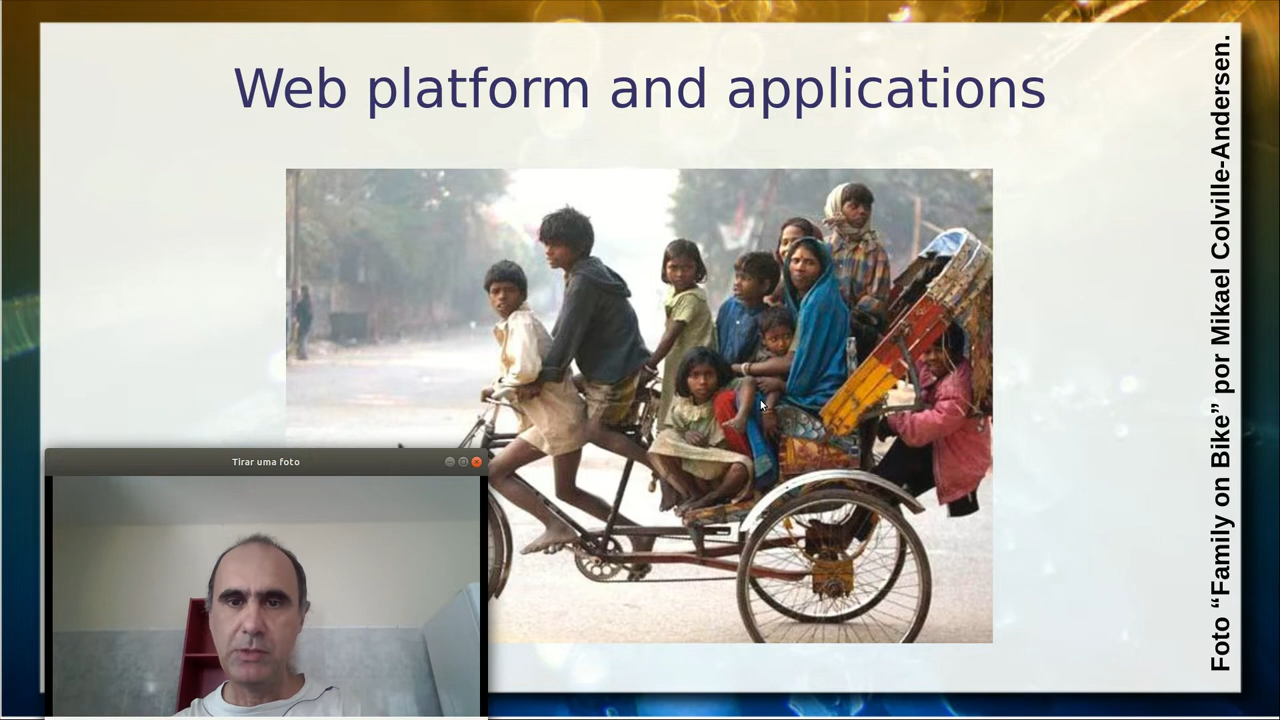 Web platform and applications
Foto “Family on Bike” por Mikael Colville-Andersen.
Tirar uma foto